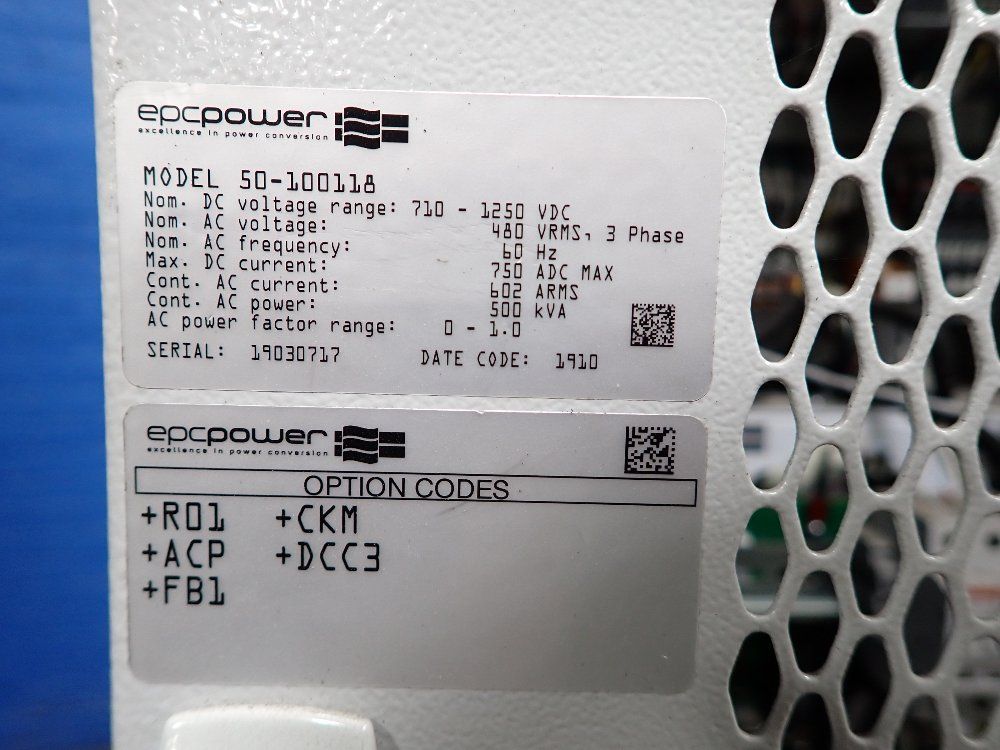 epcpower
excellence in power conversion
MODEL 50-100118
Nom. DC voltage range: 710 - 1250 VDC
Nom. AC voltage: 480 VRMS, 3 Phase
Nom. AC frequency: 60 Hz
Max. DC current: 750 ADC MAX
Cont. AC current: 602 ARMS
Cont. AC power: 500 kVA
AC power factor range: 0 - 1.0
SERIAL: 19030717 DATE CODE: 1910
epcpower
excellence in power conversion
OPTION CODES
+R01 +CKM
+ACP +DCC3
+FB1